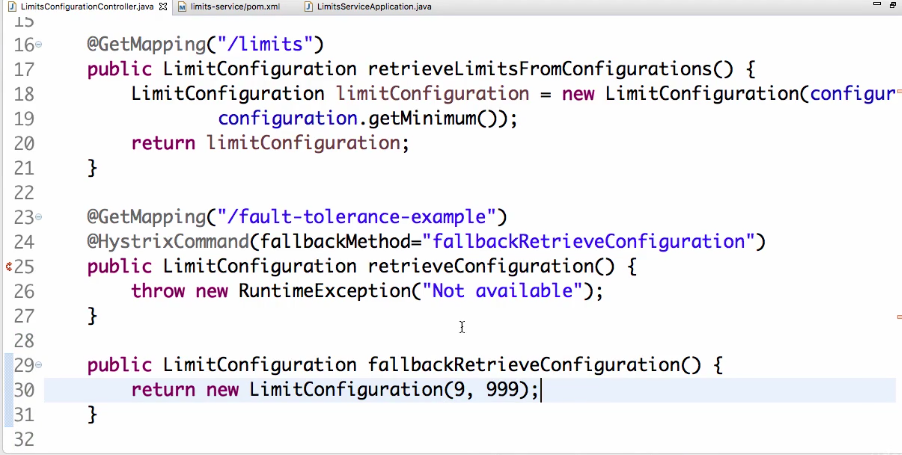 LimitsConfigurationController.java limits-service/pom.xml LimitsServiceApplication.java
15
16 @GetMapping("/limits")
17 public LimitConfiguration retrieveLimitsFromConfigurations() {
18 LimitConfiguration limitConfiguration = new LimitConfiguration(configur
19 configuration.getMinimum());
20 return limitConfiguration;
21 }
22
23 @GetMapping("/fault-tolerance-example")
24 @HystrixCommand(fallbackMethod="fallbackRetrieveConfiguration")
25 public LimitConfiguration retrieveConfiguration() {
26 throw new RuntimeException("Not available");
27 }
28
29 public LimitConfiguration fallbackRetrieveConfiguration() {
30 return new LimitConfiguration(9, 999);
31 }
32